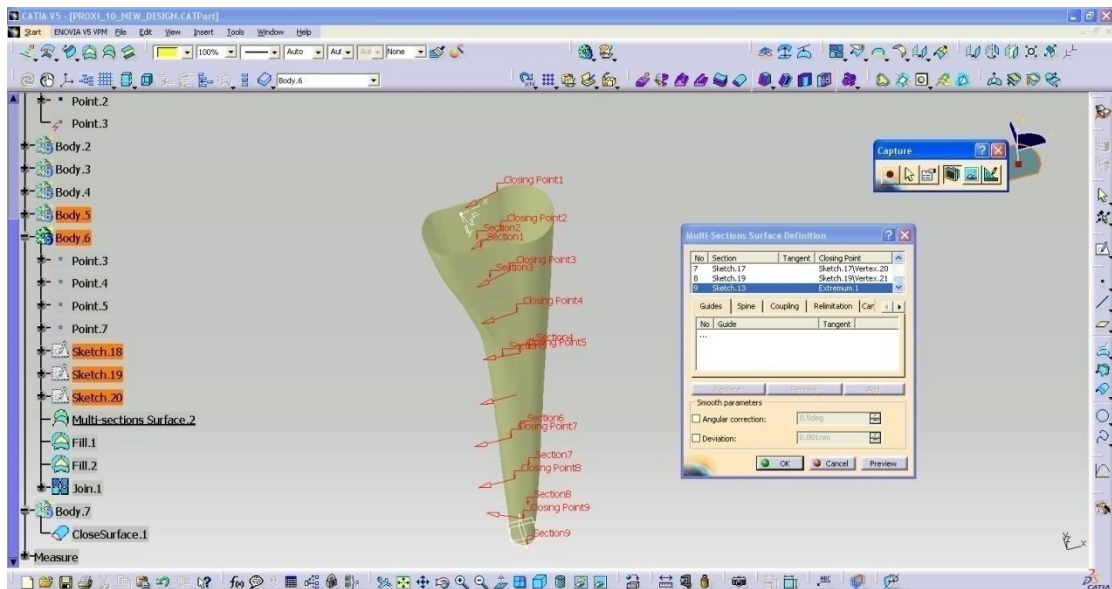 CATIA V5 - [PROXI_10_NEW_DESIGN.CATPart]
Start ENOVIA V5 VPM File Edit View Insert Tools Window Help
100% Auto Aut Aut None
Body.6
Point.2
Point.3
Body.2
Body.3
Body.4
Body.5
Body.6
Point.3
Point.4
Point.5
Point.7
Sketch.18
Sketch.19
Sketch.20
Multi-sections Surface.2
Fill.1
Fill.2
Join.1
Body.7
CloseSurface.1
Measure
Closing Point1
Closing Point2
Section2
Section1
Closing Point3
Section3
Closing Point4
Section4
Closing Point5
Section6
Closing Point7
Section7
Closing Point8
Section8
Closing Point9
Section9
Capture
Multi-Sections Surface Definition
No Section Tangent Closing Point
7 Sketch.17 Sketch.17\Vertex.20
8 Sketch.19 Sketch.19\Vertex.21
9 Sketch.13 Extremum.1
Guides Spine Coupling Relimitation
No Guide Tangent
...
Replace Remove Add
Smooth parameters
Angular correction: 0.5deg
Deviation: 0.001mm
OK Cancel Preview
CATIA